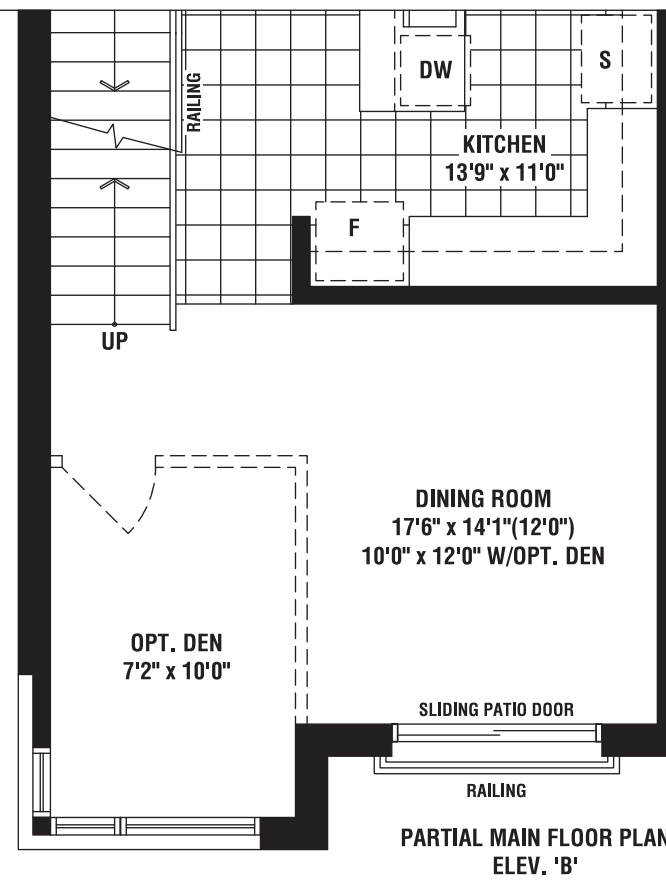 DW
S
RAILING
KITCHEN
13'9" x 11'0"
F
UP
DINING ROOM
17'6" x 14'1"(12'0")
10'0" x 12'0" W/OPT. DEN
OPT. DEN
7'2" x 10'0"
SLIDING PATIO DOOR
RAILING
PARTIAL MAIN FLOOR PLAN
ELEV. 'B'